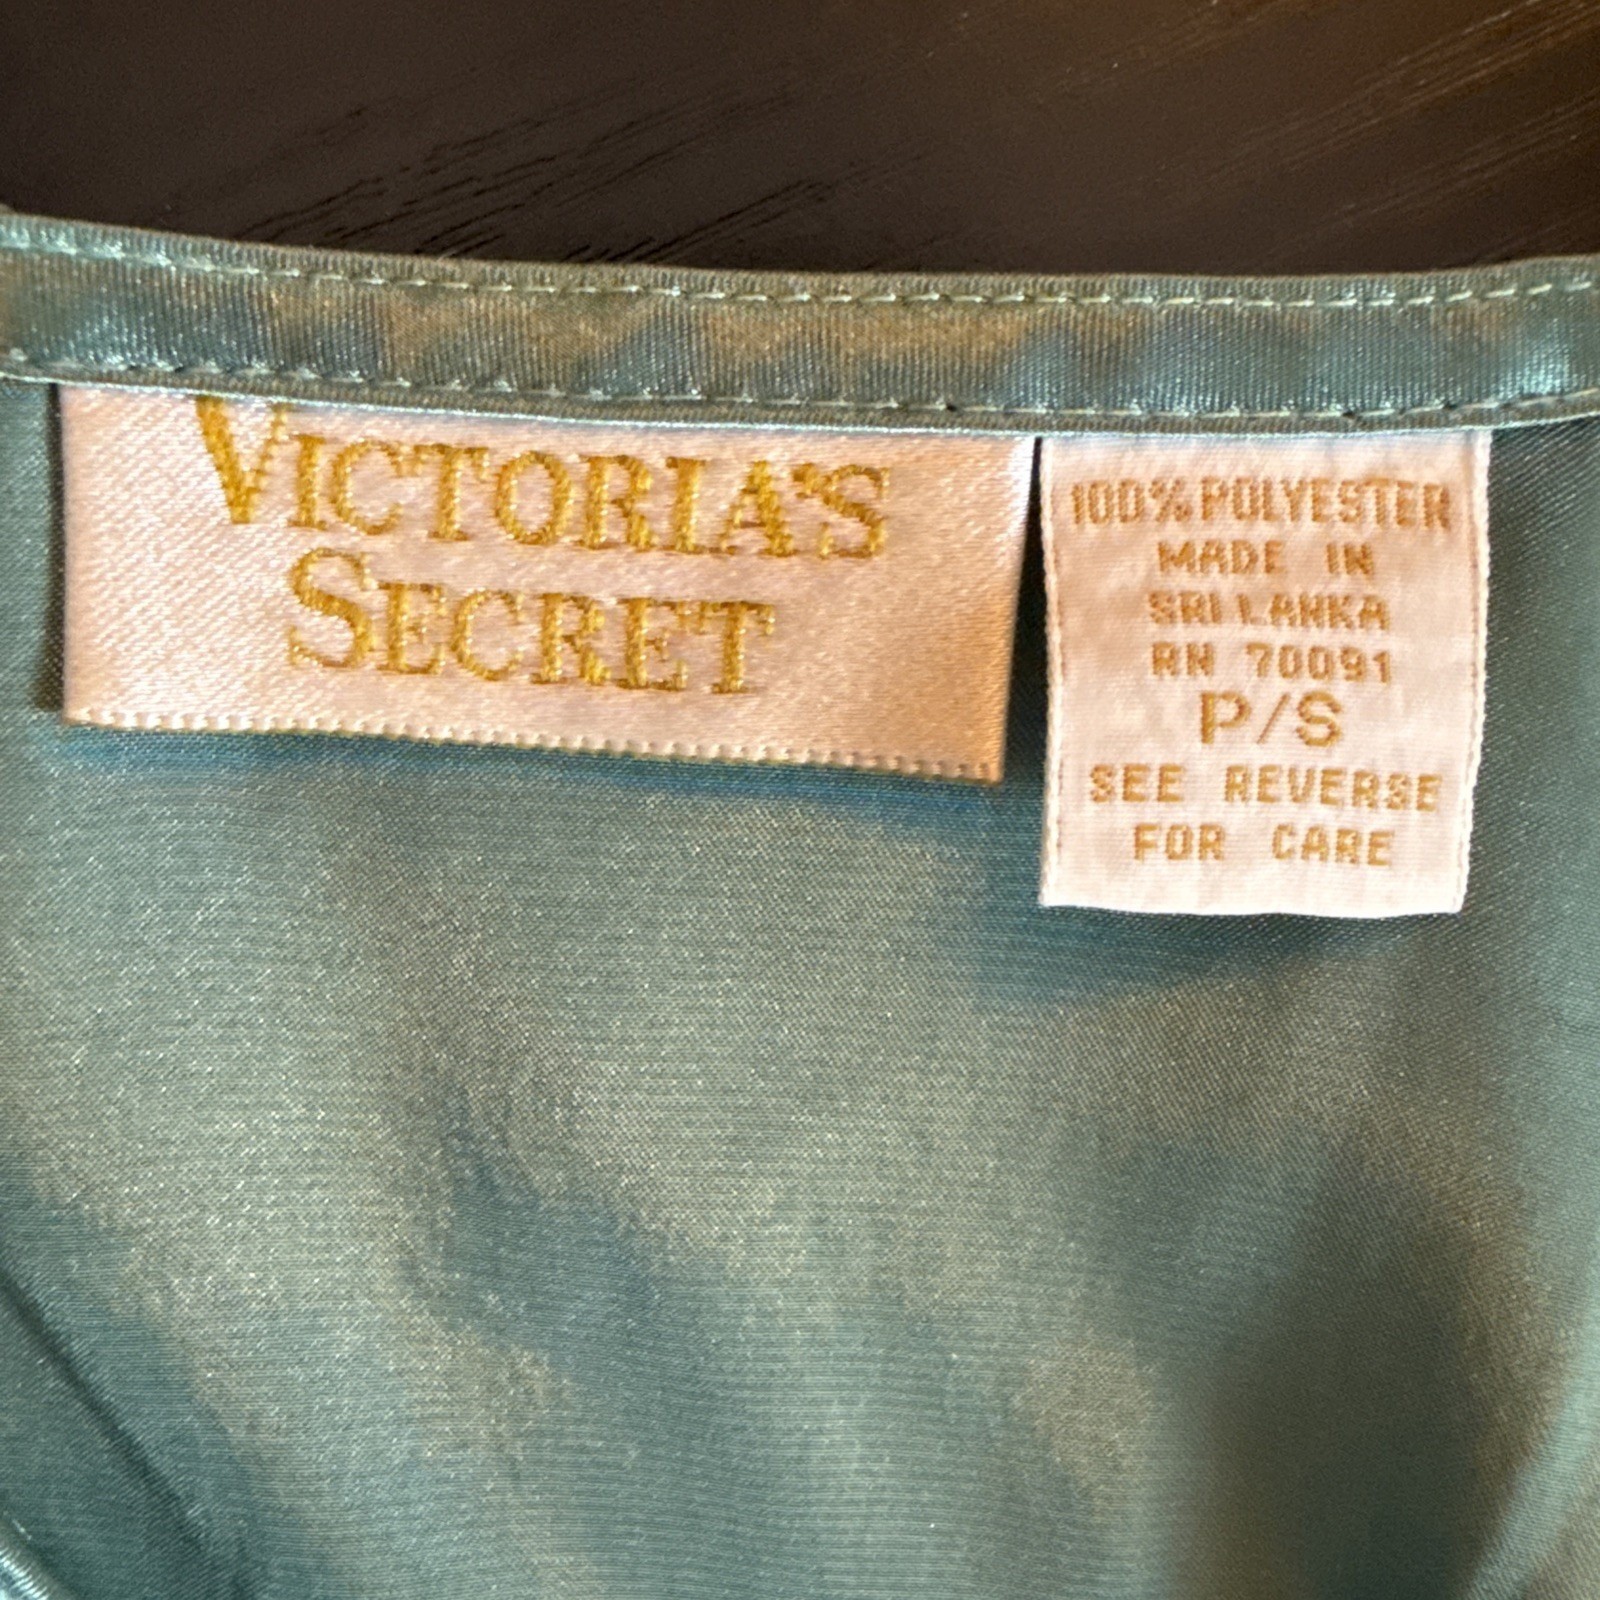 VICTORIA'S
SECRET
100% POLYESTER
MADE IN
SRI LANKA
RN 70091
P/S
SEE REVERSE
FOR CARE